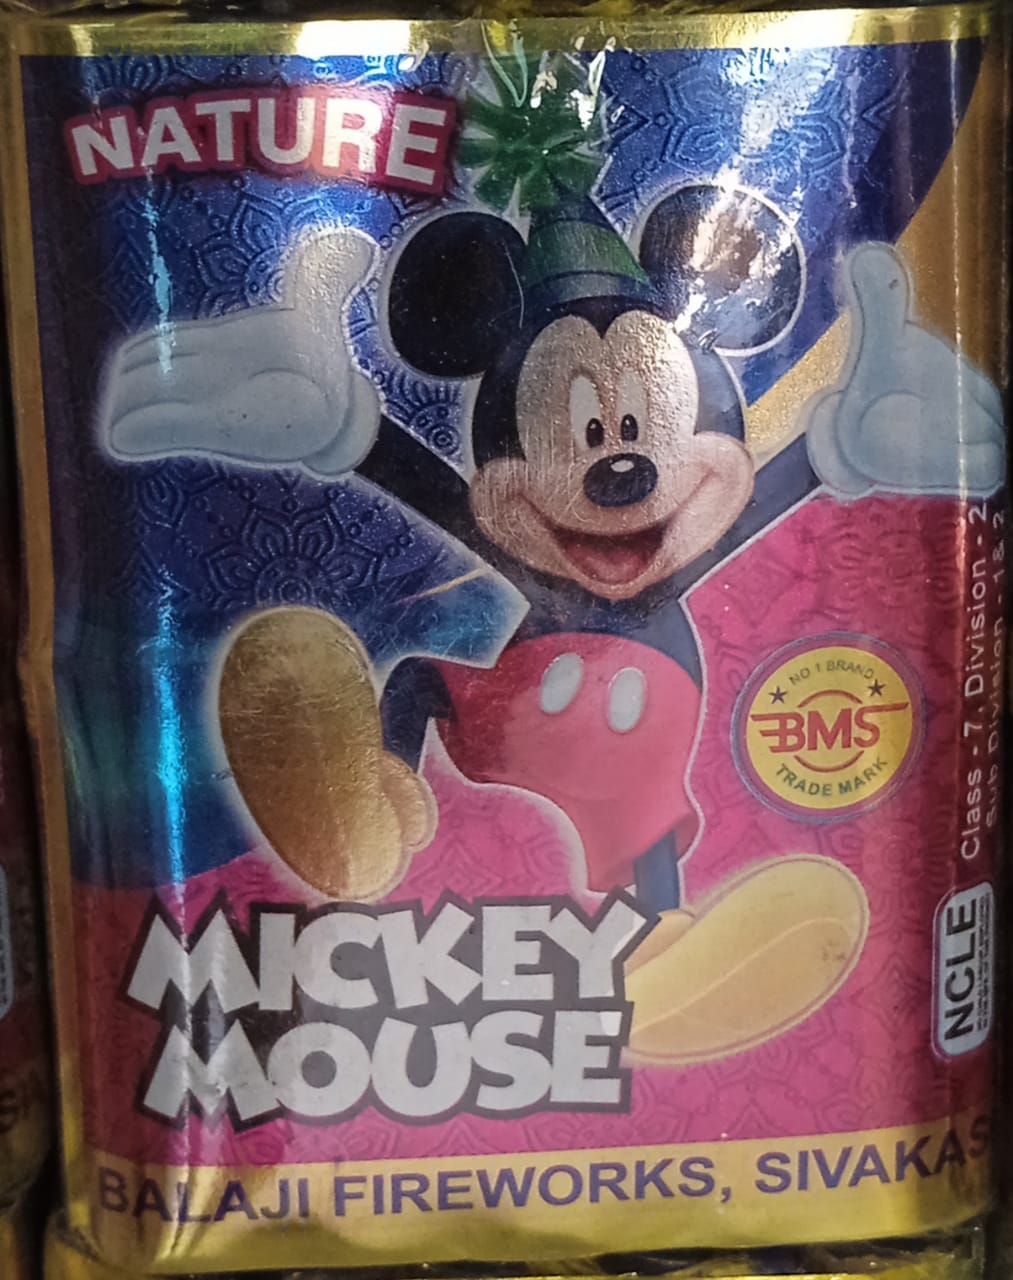 NATURE
NO 1 BRAND
BMS
TRADE MARK
Class - 7, Division - 2
Sub Division - 1 & 2
NCLE
MICKEY
MOUSE
BALAJI FIREWORKS, SIVAKAS